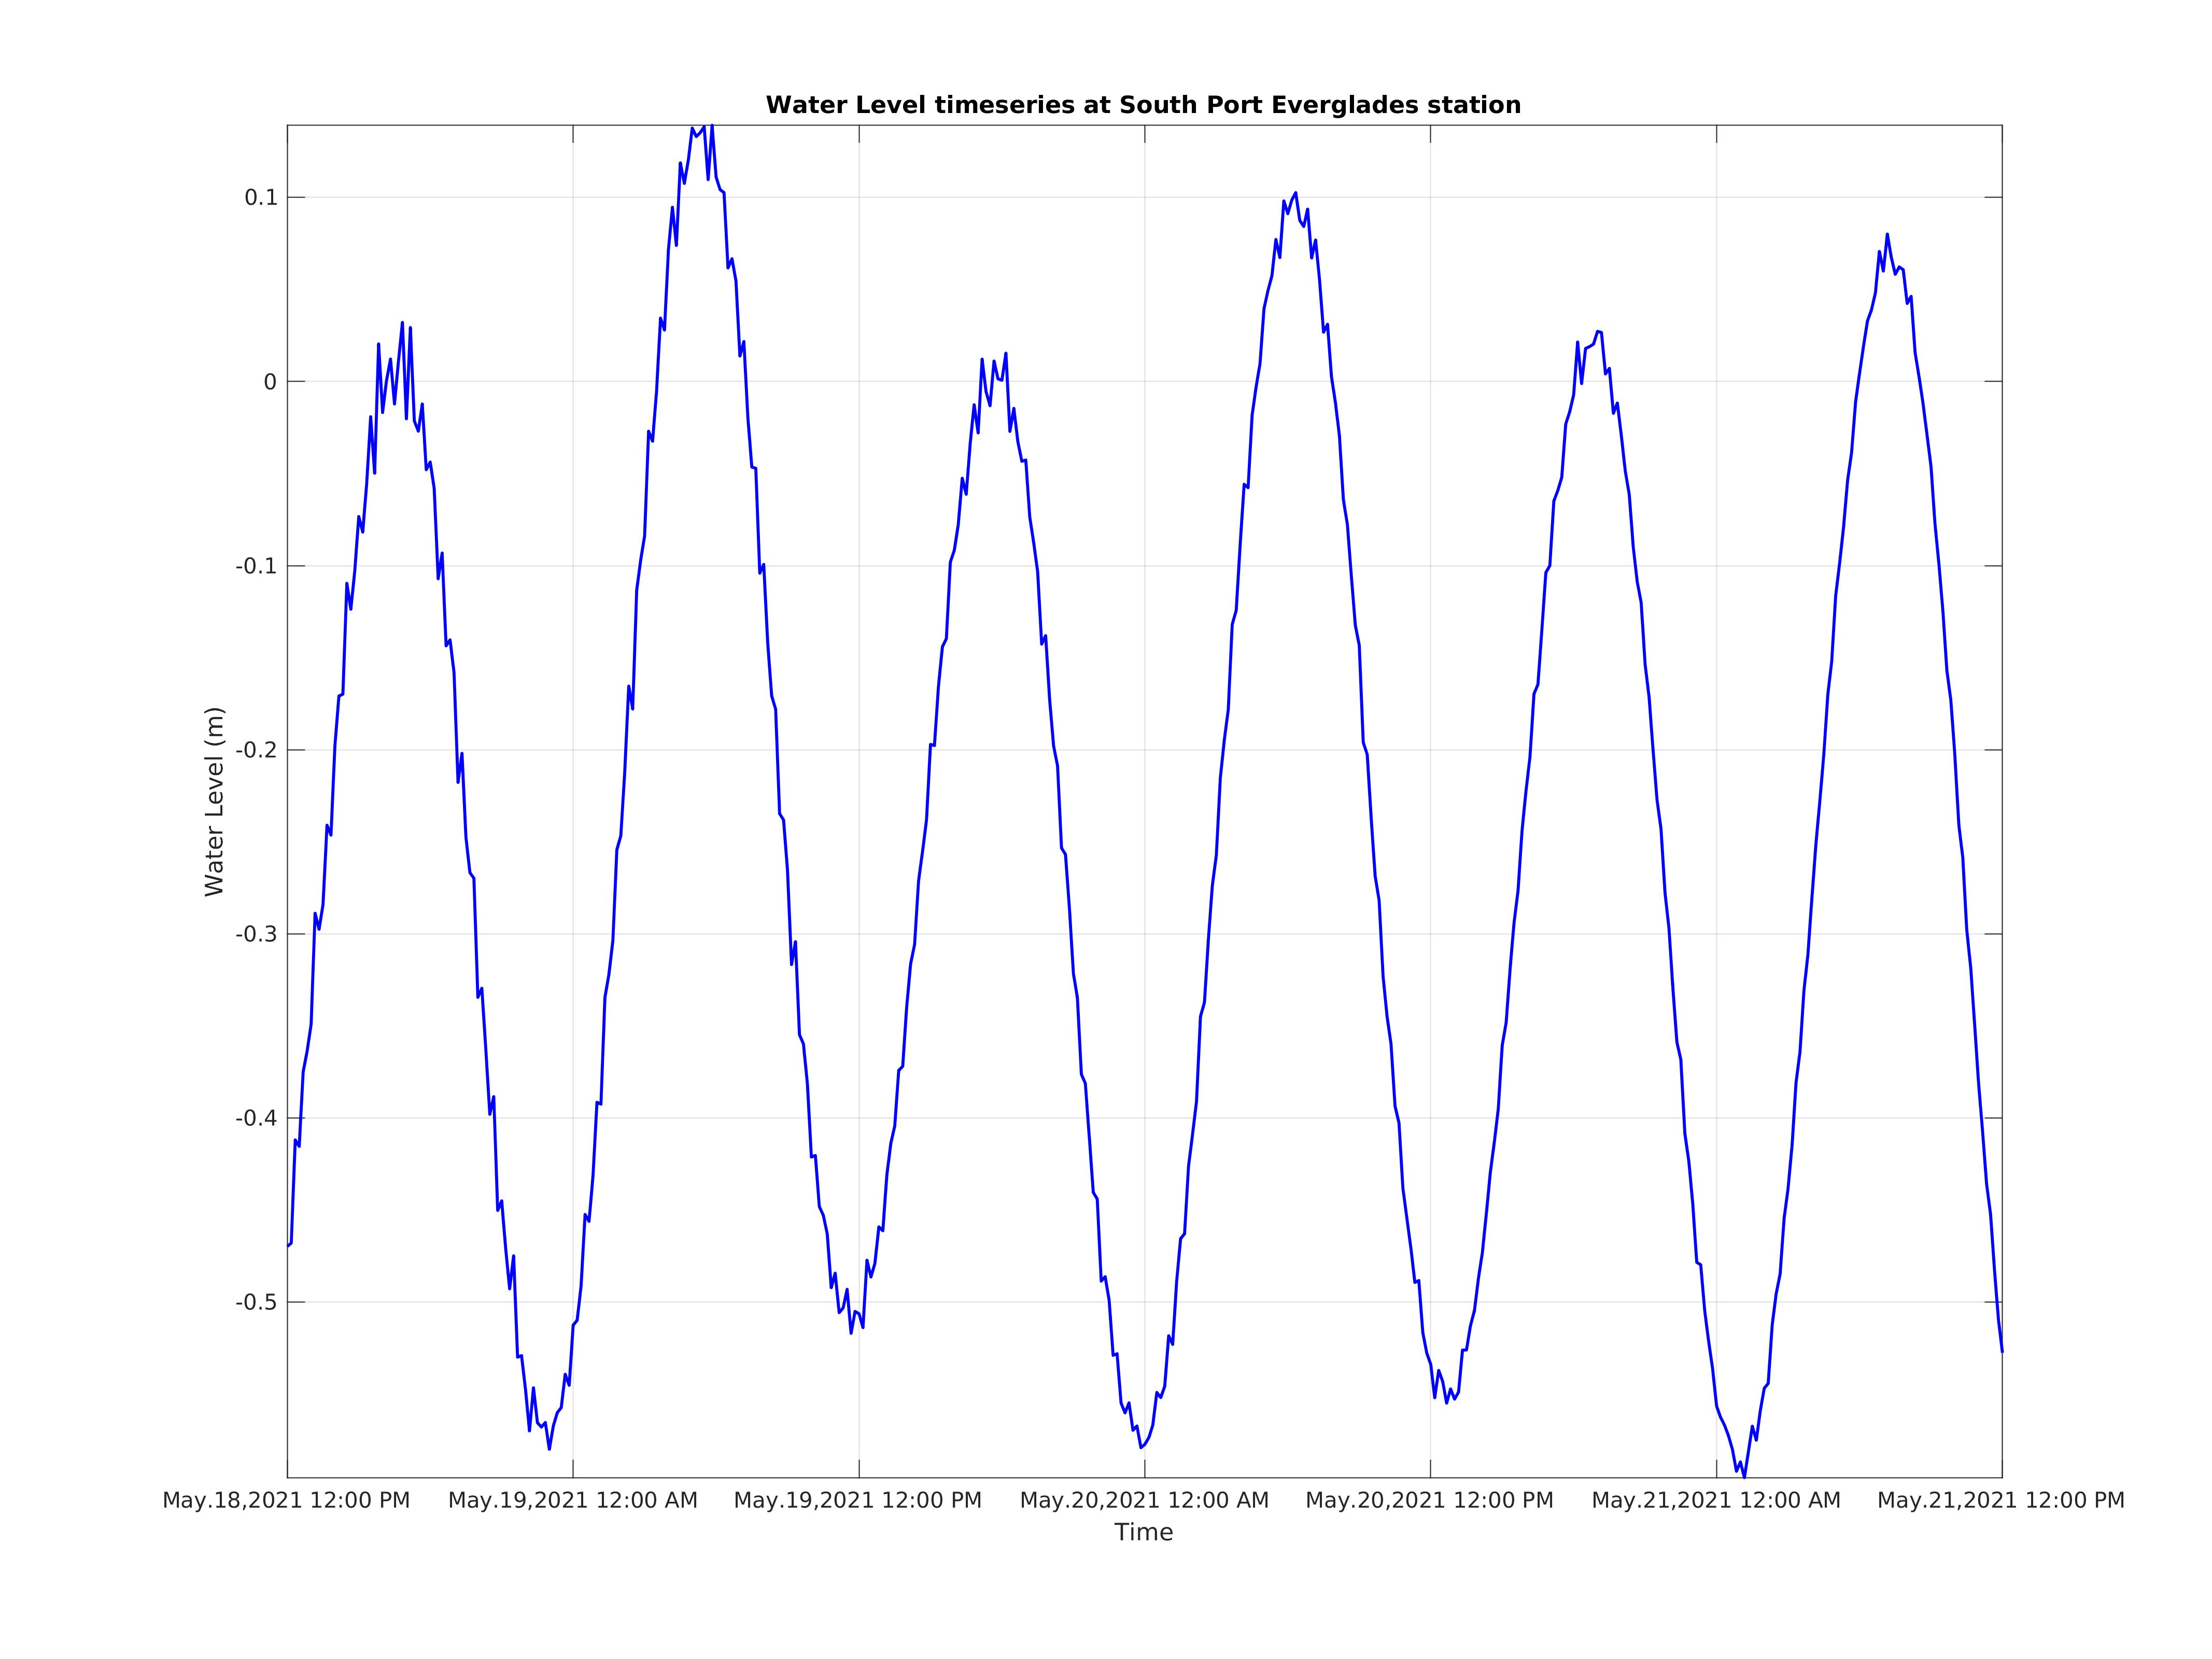 Water Level timeseries at South Port Everglades station
0.1
0
-0.1
-0.2
-0.3
-0.4
-0.5
Water Level (m)
May.18,2021 12:00 PM
May.19,2021 12:00 AM
May.19,2021 12:00 PM
May.20,2021 12:00 AM
May.20,2021 12:00 PM
May.21,2021 12:00 AM
May.21,2021 12:00 PM
Time